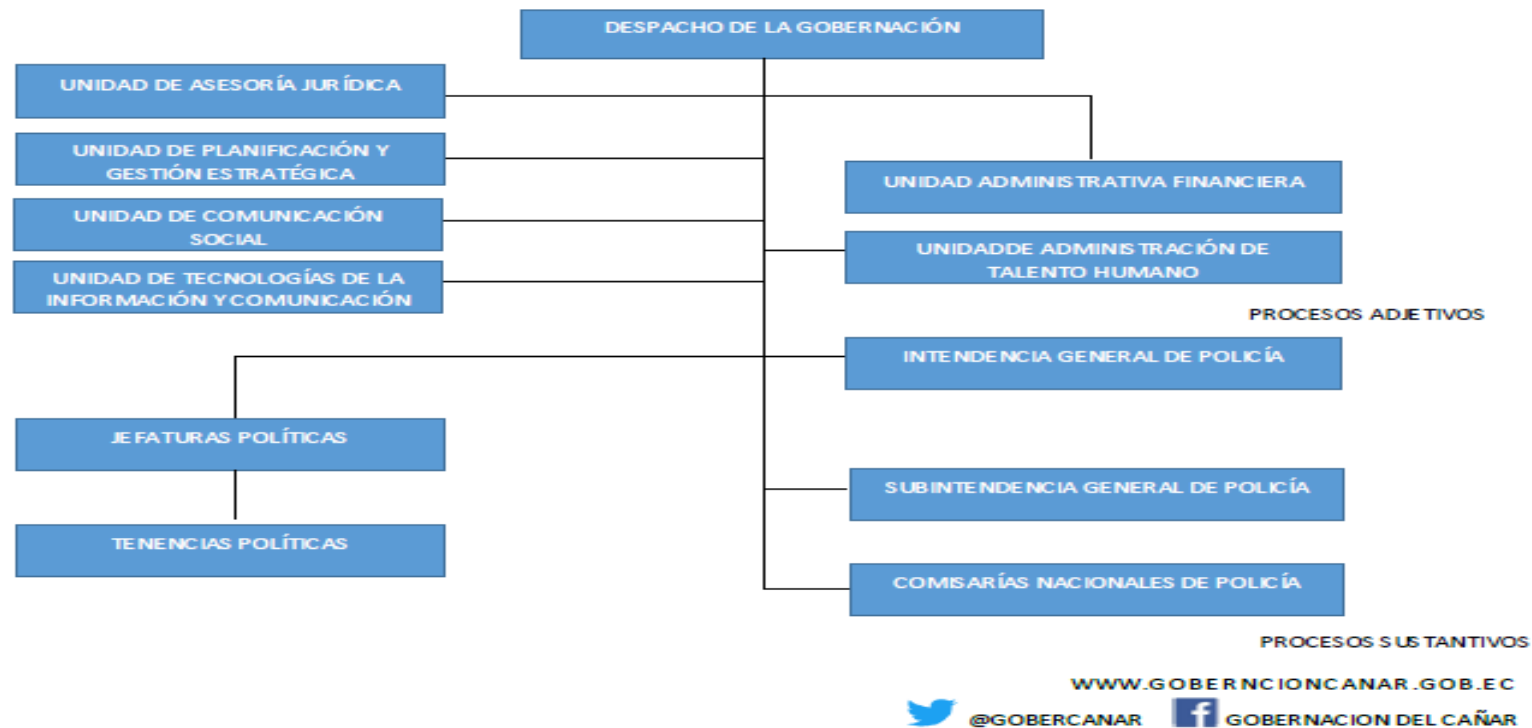 DESPACHO DE LA GOBERNACIÓN
UNIDAD DE ASESORÍA JURÍDICA
UNIDAD DE PLANIFICACIÓN Y
GESTIÓN ESTRATÉGICA
UNIDAD DE COMUNICACIÓN
SOCIAL
UNIDAD DE TECNOLOGÍAS DE LA
INFORMACIÓN Y COMUNICACIÓN
UNIDAD ADMINISTRATIVA FINANCIERA
UNIDADDE ADMINISTRACIÓN DE
TALENTO HUMANO
PROCESOS ADJETIVOS
INTENDENCIA GENERAL DE POLICÍA
JEFATURAS POLÍTICAS
SUBINTENDENCIA GENERAL DE POLICÍA
TENENCIAS POLÍTICAS
COMISARÍAS NACIONALES DE POLICÍA
PROCESOS SUSTANTIVOS
WWW.GOBERNCIONCANAR.GOB.EC
@GOBERCANAR f GOBERNACION DEL CAÑAR